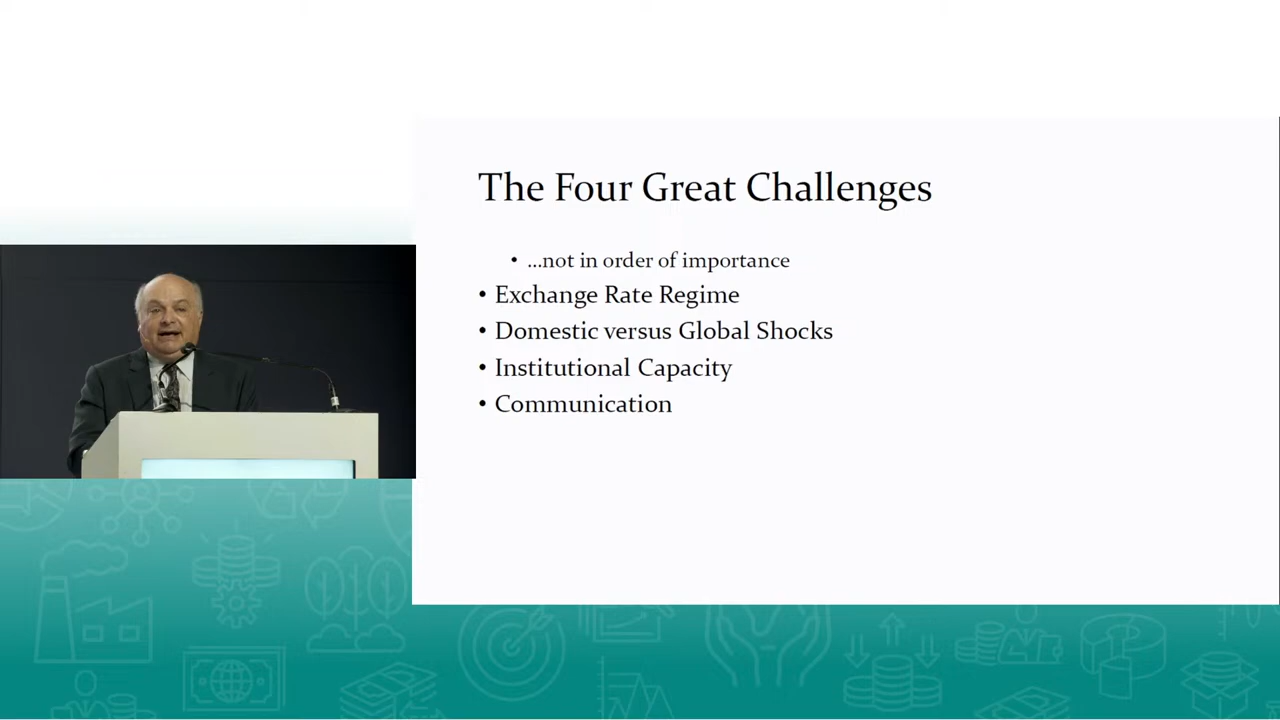 The Four Great Challenges
• ...not in order of importance
• Exchange Rate Regime
• Domestic versus Global Shocks
• Institutional Capacity
• Communication